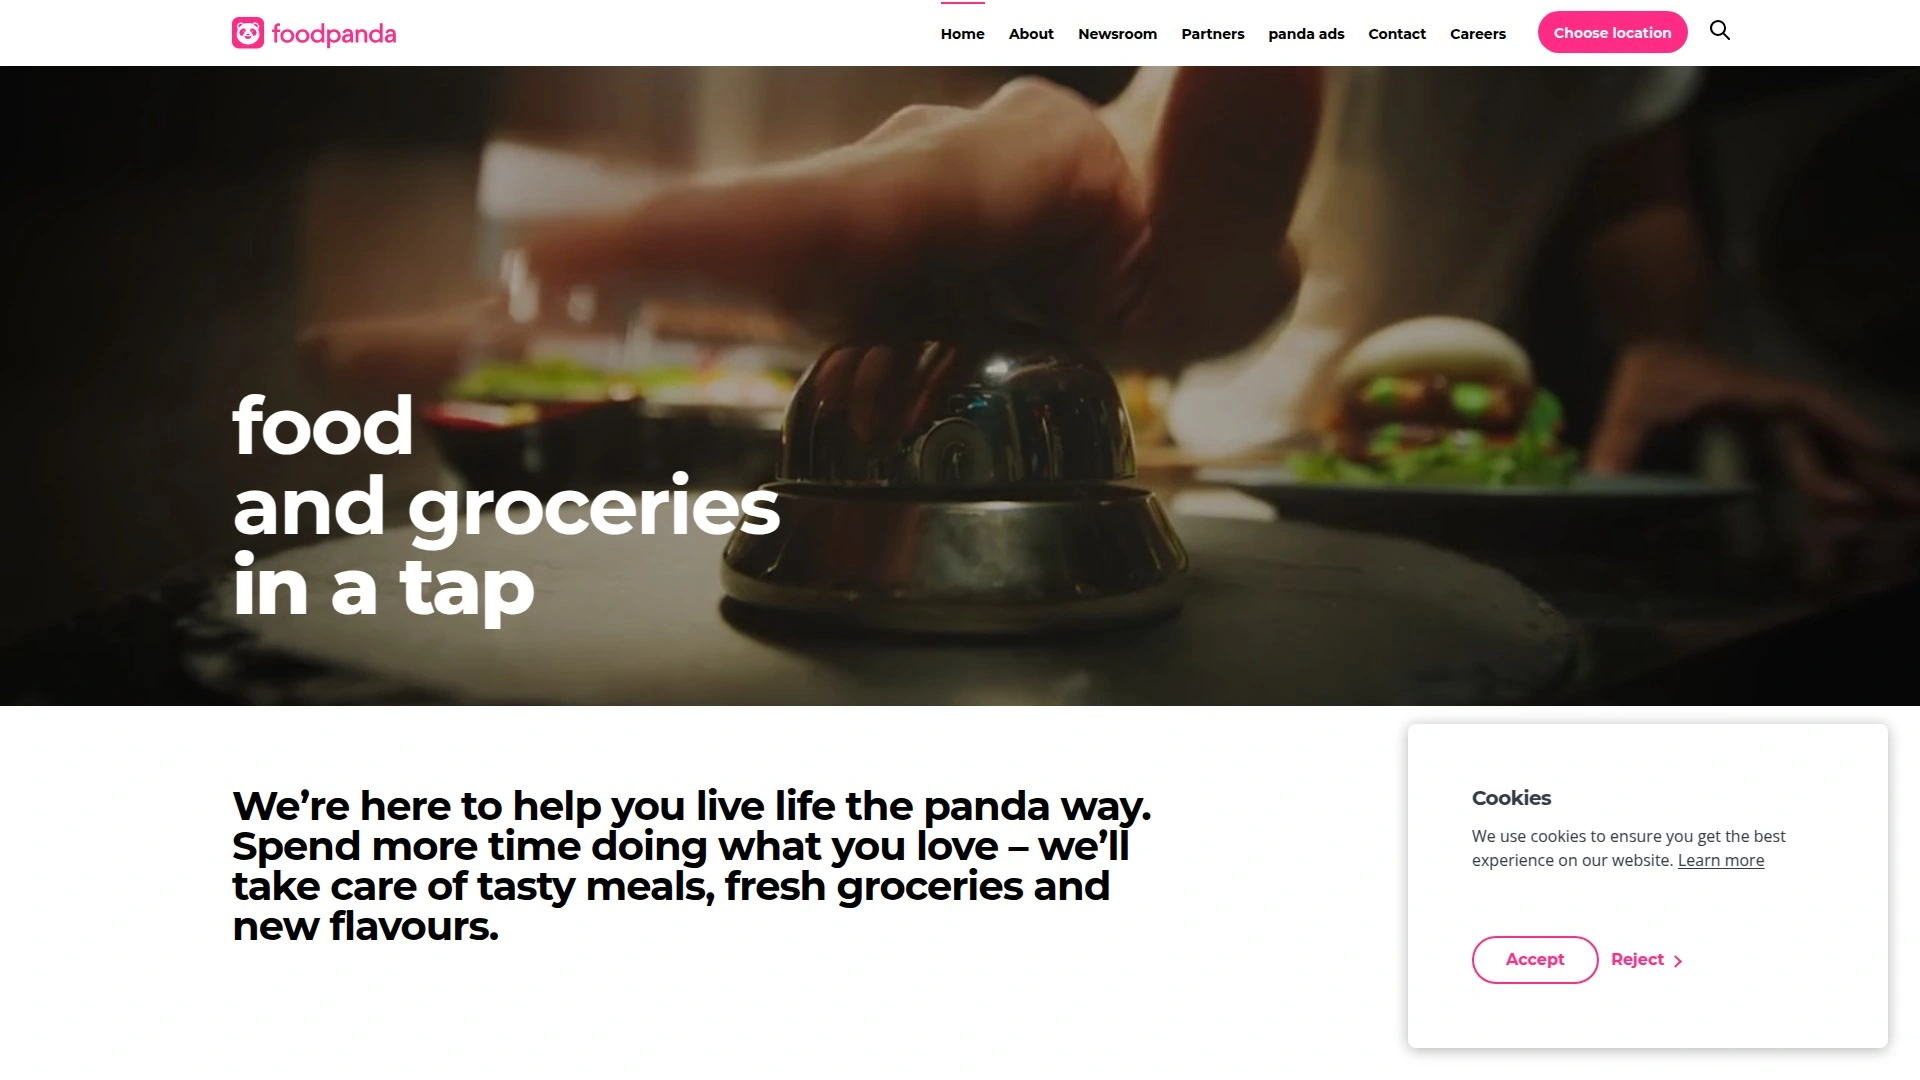 foodpanda
Home About Newsroom Partners panda ads Contact Careers Choose location
food
and groceries
in a tap
We’re here to help you live life the panda way.
Spend more time doing what you love – we’ll
take care of tasty meals, fresh groceries and
new flavours.
Cookies
We use cookies to ensure you get the best
experience on our website. Learn more
Accept Reject